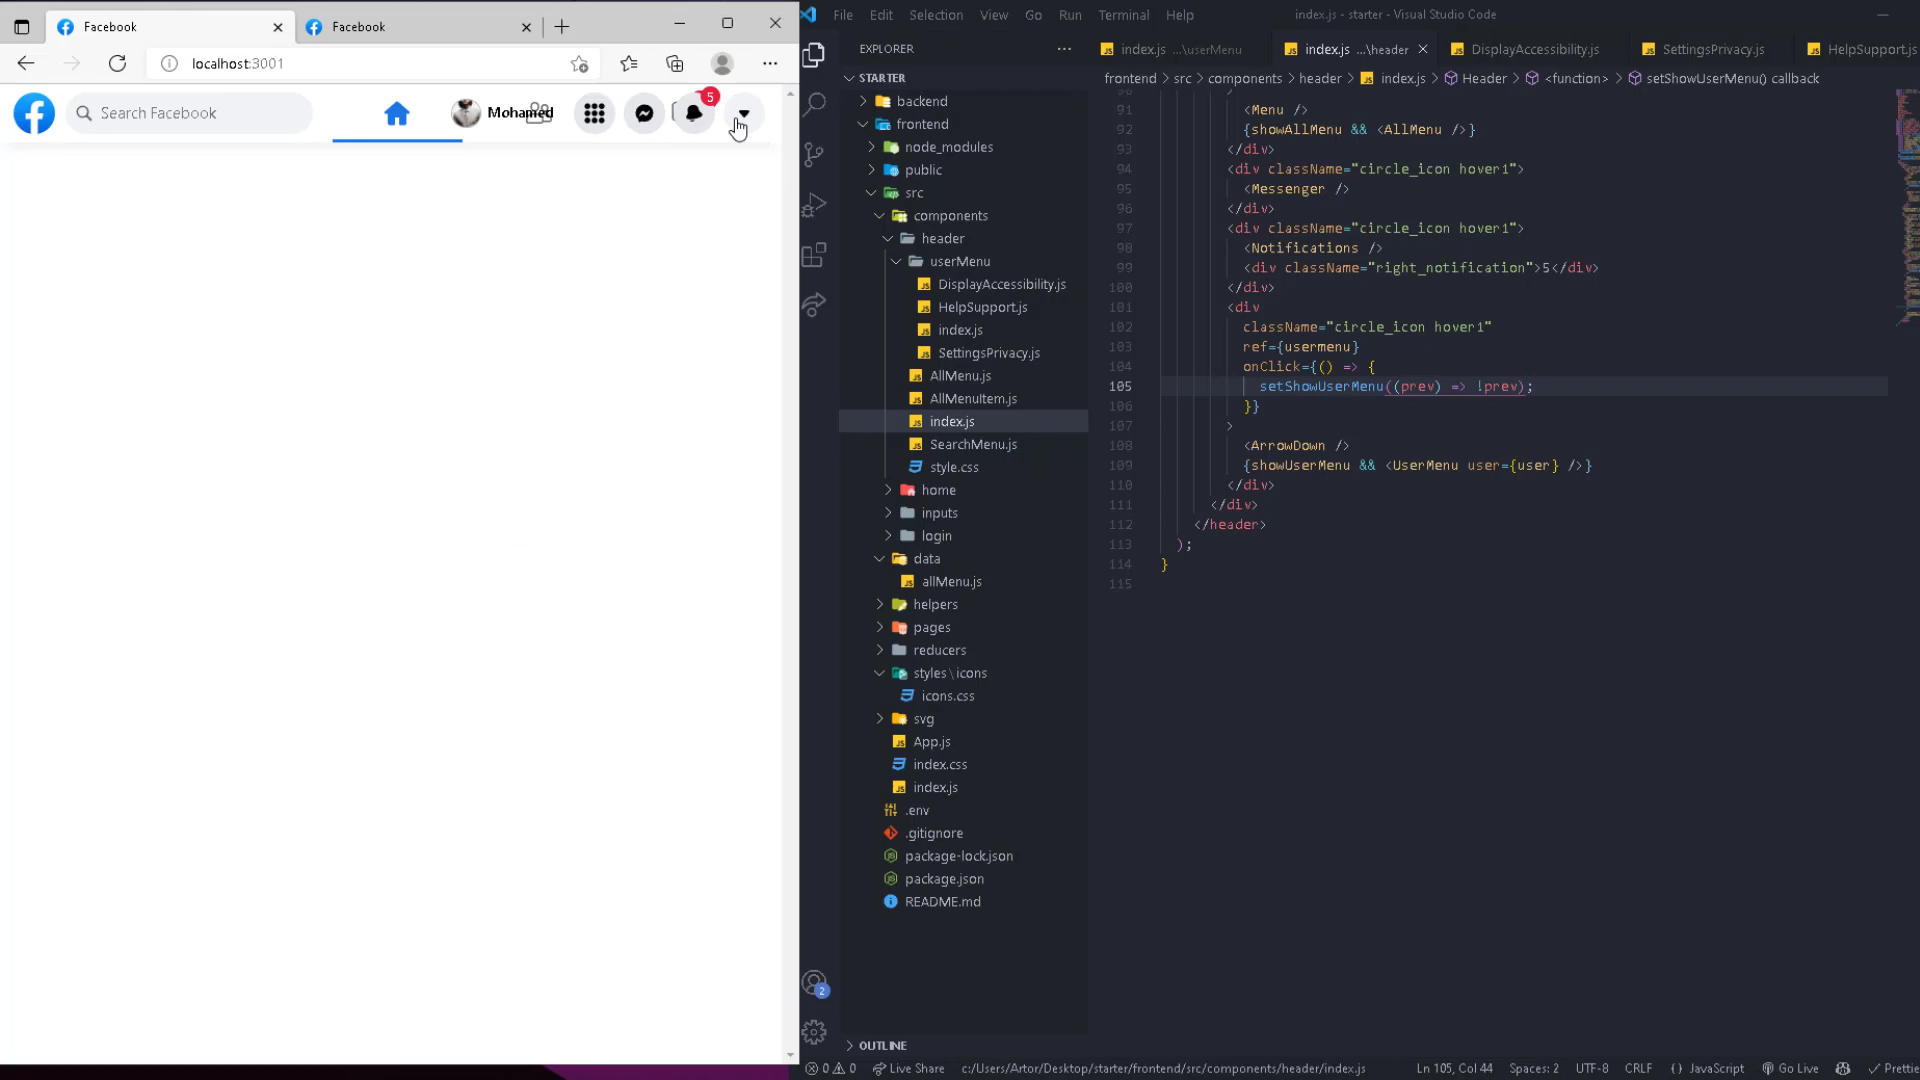 Facebook
Facebook
localhost:3001
Search Facebook
Mohamed
5
File Edit Selection View Go Run Terminal Help
index.js - starter - Visual Studio Code
EXPLORER
STARTER
backend
frontend
node_modules
public
src
components
header
userMenu
DisplayAccessibility.js
HelpSupport.js
index.js
SettingsPrivacy.js
AllMenu.js
AllMenuItem.js
index.js
SearchMenu.js
style.css
home
inputs
login
data
allMenu.js
helpers
pages
reducers
styles\icons
icons.css
svg
App.js
index.css
index.js
.env
.gitignore
package-lock.json
package.json
README.md
OUTLINE
2
index.js ...\userMenu index.js ...\header DisplayAccessibility.js SettingsPrivacy.js HelpSupport.js
frontend > src > components > header > index.js > Header > <function> > setShowUserMenu() callback
91 <Menu />
92 {showAllMenu && <AllMenu />}
93 </div>
94 <div className="circle_icon hover1">
95 <Messenger />
96 </div>
97 <div className="circle_icon hover1">
98 <Notifications />
99 <div className="right_notification">5</div>
100 </div>
101 <div
102 className="circle_icon hover1"
103 ref={usermenu}
104 onClick={() => {
105 setShowUserMenu((prev) => !prev);
106 }}
107 >
108 <ArrowDown />
109 {showUserMenu && <UserMenu user={user} />}
110 </div>
111 </div>
112 </header>
113 );
114 }
115
0 0 Live Share c:/Users/Artor/Desktop/starter/frontend/src/components/header/index.js Ln 105, Col 44 Spaces: 2 UTF-8 CRLF {} JavaScript Go Live Prettie